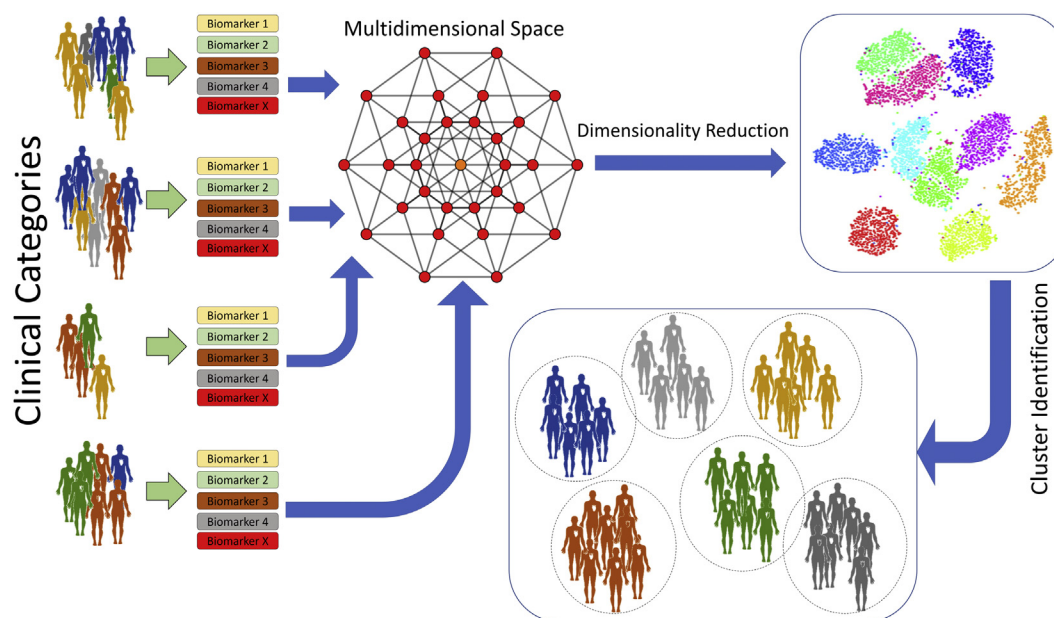 Clinical Categories
Biomarker 1
Biomarker 2
Biomarker 3
Biomarker 4
Biomarker X
Biomarker 1
Biomarker 2
Biomarker 3
Biomarker 4
Biomarker X
Biomarker 1
Biomarker 2
Biomarker 3
Biomarker 4
Biomarker X
Biomarker 1
Biomarker 2
Biomarker 3
Biomarker 4
Biomarker X
Multidimensional Space
Dimensionality Reduction
Cluster Identification